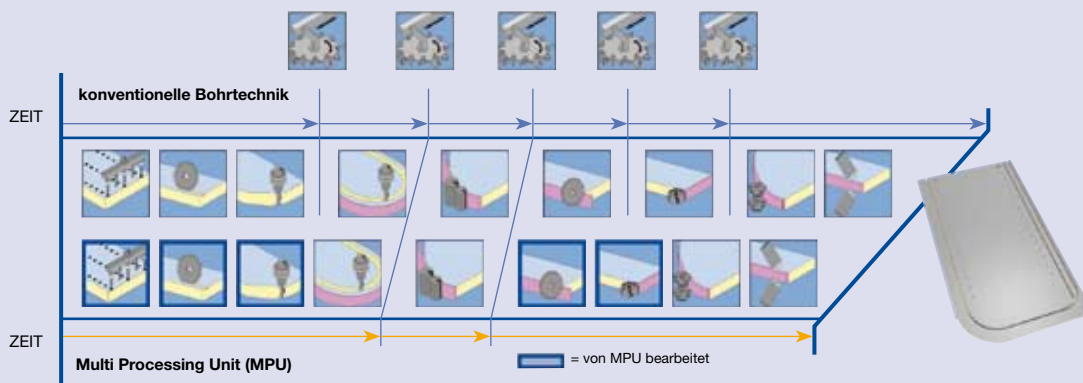 konventionelle Bohrtechnik
ZEIT
ZEIT
Multi Processing Unit (MPU)
= von MPU bearbeitet